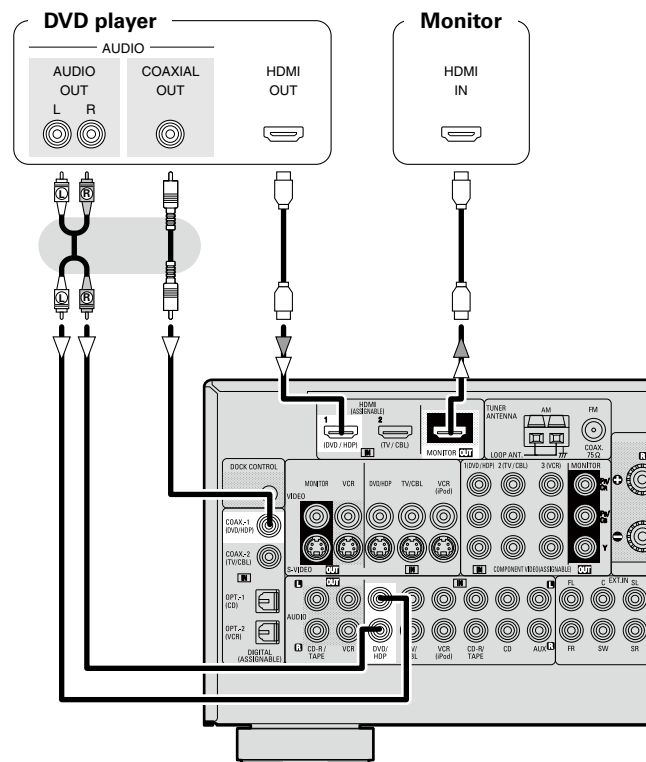 DVD player
Monitor
AUDIO
AUDIO OUT
COAXIAL OUT
HDMI OUT
HDMI IN
L R
L R
L R
HDMI
(ASSIGNABLE)
1 2
(DVD / HDP) IN (TV / CBL) MONITOR OUT
TUNER ANTENNA
AM FM
COAX. 75Ω
LOOP ANT.
DOCK CONTROL
MONITOR VCR DVD/HDP TV/CBL VCR (iPod)
VIDEO
S-VIDEO OUT IN
1(DVD/HDP) 2(TV/CBL) 3(VCR) MONITOR
PB/CB
Y
IN COMPONENT VIDEO(ASSIGNABLE) OUT
COAX.-1 (DVD/HDP)
COAX.-2 (TV/CBL)
IN
OPT.-1 (CD)
OPT.-2 (VCR)
DIGITAL (ASSIGNABLE)
L OUT IN L
AUDIO
R CD-R / TAPE VCR DVD/ HDP VCR (iPod) CD-R/ TAPE CD AUX R
FL C EXT.IN SL
FR SW SR
R